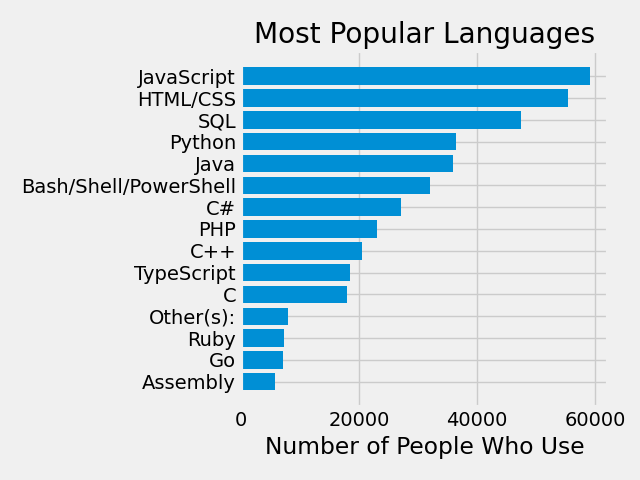 Most Popular Languages
JavaScript
HTML/CSS
SQL
Python
Java
Bash/Shell/PowerShell
C#
PHP
C++
TypeScript
C
Other(s):
Ruby
Go
Assembly
0 20000 40000 60000
Number of People Who Use